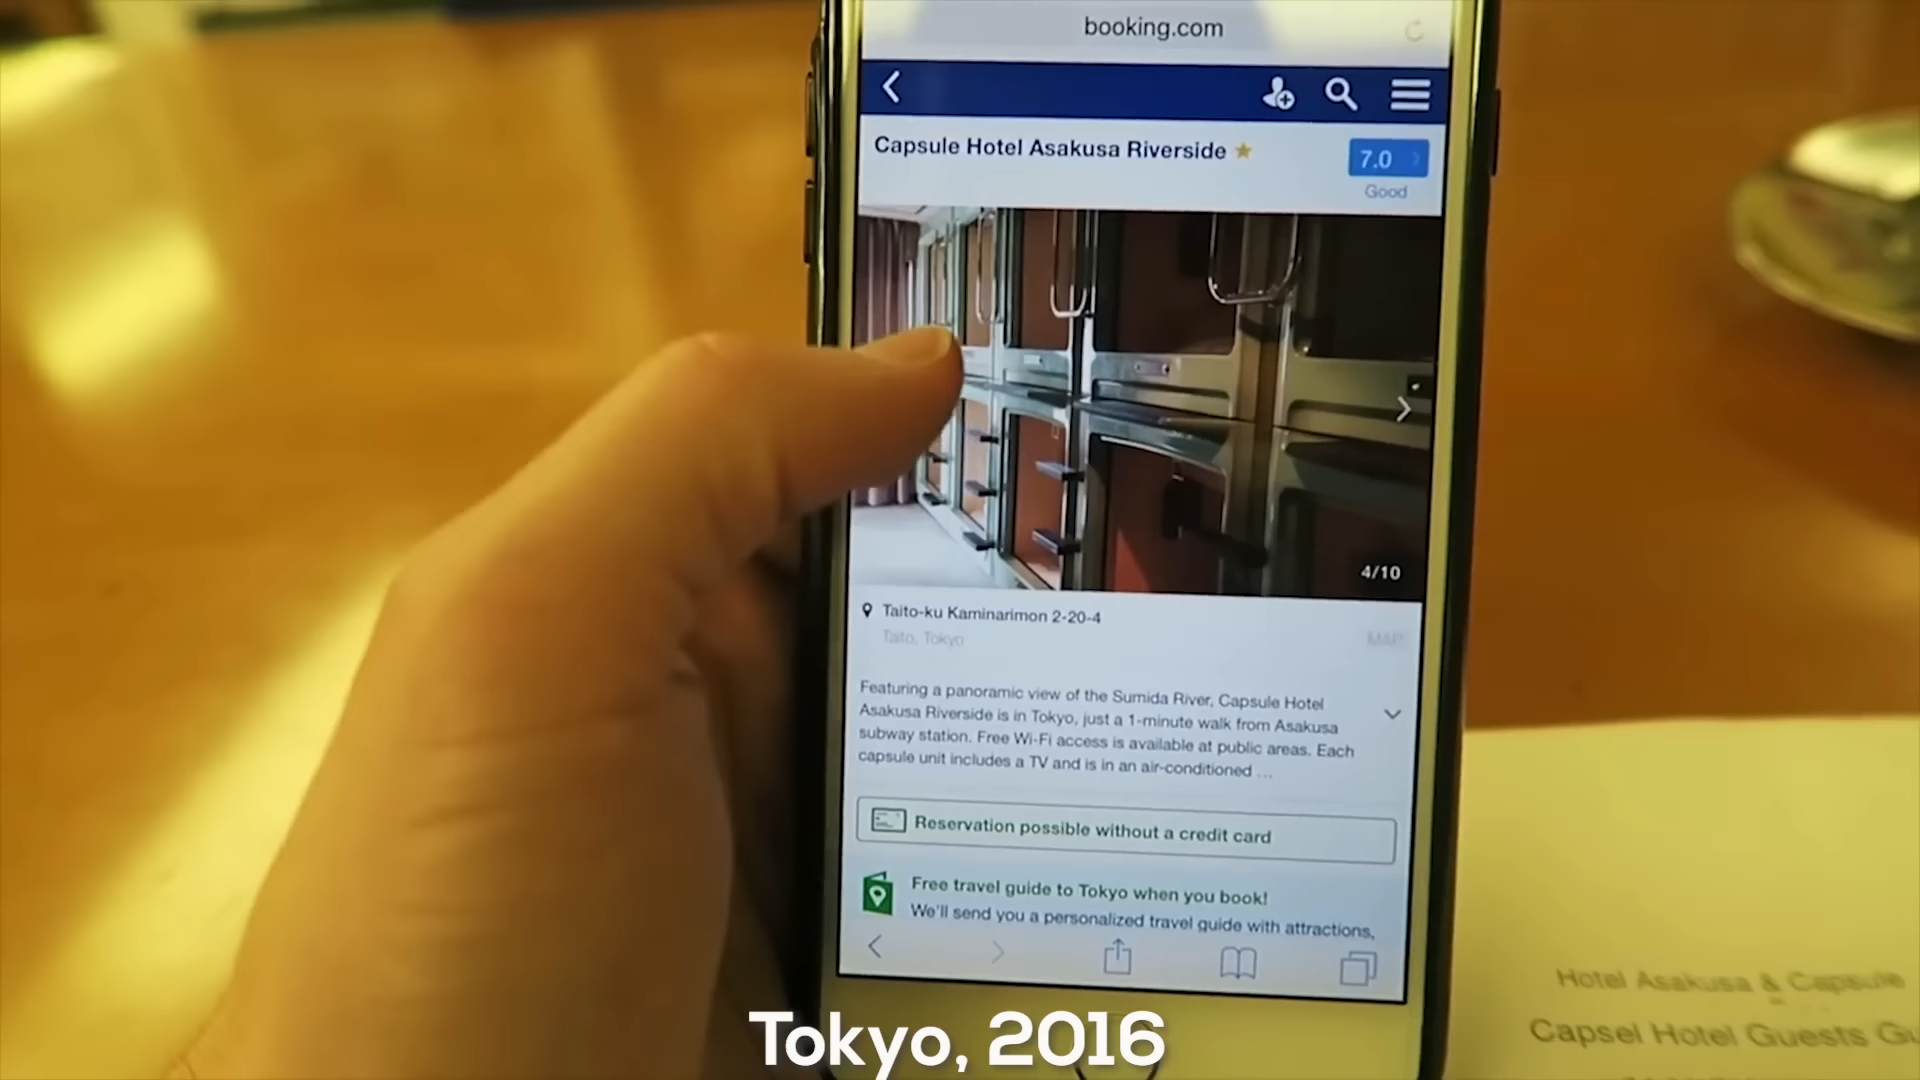 booking.com
Capsule Hotel Asakusa Riverside
7.0
Good
4/10
Taito-ku Kaminarimon 2-20-4
Taito, Tokyo
MAP
Featuring a panoramic view of the Sumida River, Capsule Hotel
Asakusa Riverside is in Tokyo, just a 1-minute walk from Asakusa
subway station. Free Wi-Fi access is available at public areas. Each
capsule unit includes a TV and is in an air-conditioned ...
Reservation possible without a credit card
Free travel guide to Tokyo when you book!
We'll send you a personalized travel guide with attractions,
Hotel Asakusa & Capsule
Capsel Hotel Guests
Tokyo, 2016